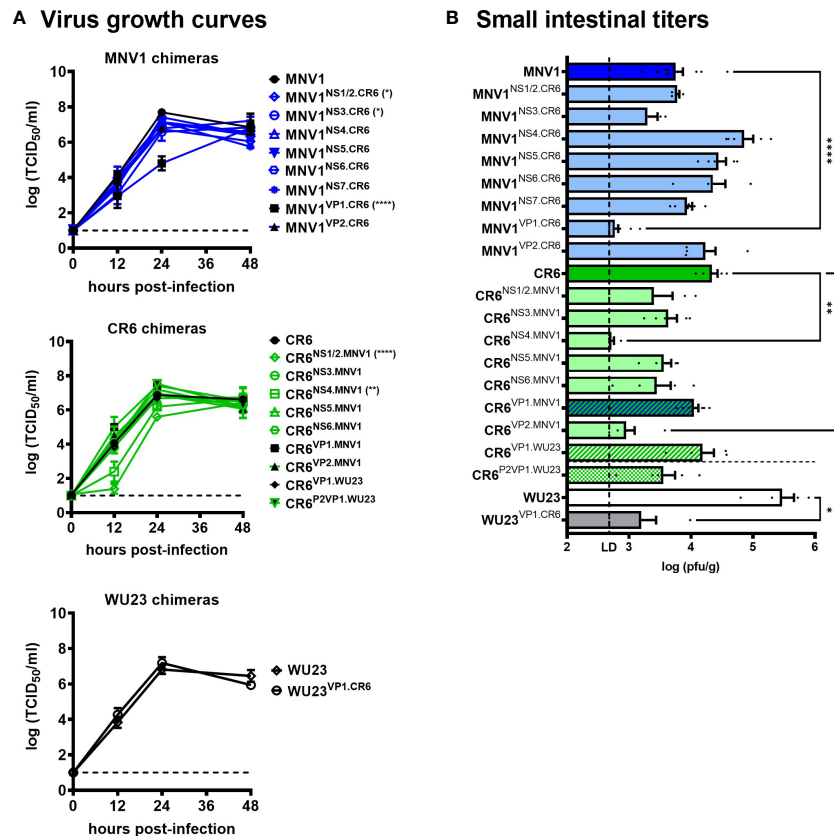 A Virus growth curves
MNV1 chimeras
log (TCID50/ml)
10
8
6
4
2
0
0 12 24 36 48
hours post-infection
MNV1
MNV1NS1/2.CR6 (*)
MNV1NS3.CR6 (*)
MNV1NS4.CR6
MNV1NS5.CR6
MNV1NS6.CR6
MNV1NS7.CR6
MNV1VP1.CR6 (****)
MNV1VP2.CR6
CR6 chimeras
log (TCID50/ml)
10
8
6
4
2
0
0 12 24 36 48
hours post-infection
CR6
CR6NS1/2.MNV1 (****)
CR6NS3.MNV1
CR6NS4.MNV1 (**)
CR6NS5.MNV1
CR6NS6.MNV1
CR6VP1.MNV1
CR6VP2.MNV1
CR6VP1.WU23
CR6P2VP1.WU23
WU23 chimeras
log (TCID50/ml)
10
8
6
4
2
0
0 12 24 36 48
hours post-infection
WU23
WU23VP1.CR6
B Small intestinal titers
MNV1
MNV1NS1/2.CR6
MNV1NS3.CR6
MNV1NS4.CR6
MNV1NS5.CR6
MNV1NS6.CR6
MNV1NS7.CR6
MNV1VP1.CR6
MNV1VP2.CR6
CR6
CR6NS1/2.MNV1
CR6NS3.MNV1
CR6NS4.MNV1
CR6NS5.MNV1
CR6NS6.MNV1
CR6VP1.MNV1
CR6VP2.MNV1
CR6VP1.WU23
CR6P2VP1.WU23
WU23
WU23VP1.CR6
****
**
*
2 LD 3 4 5 6
log (pfu/g)